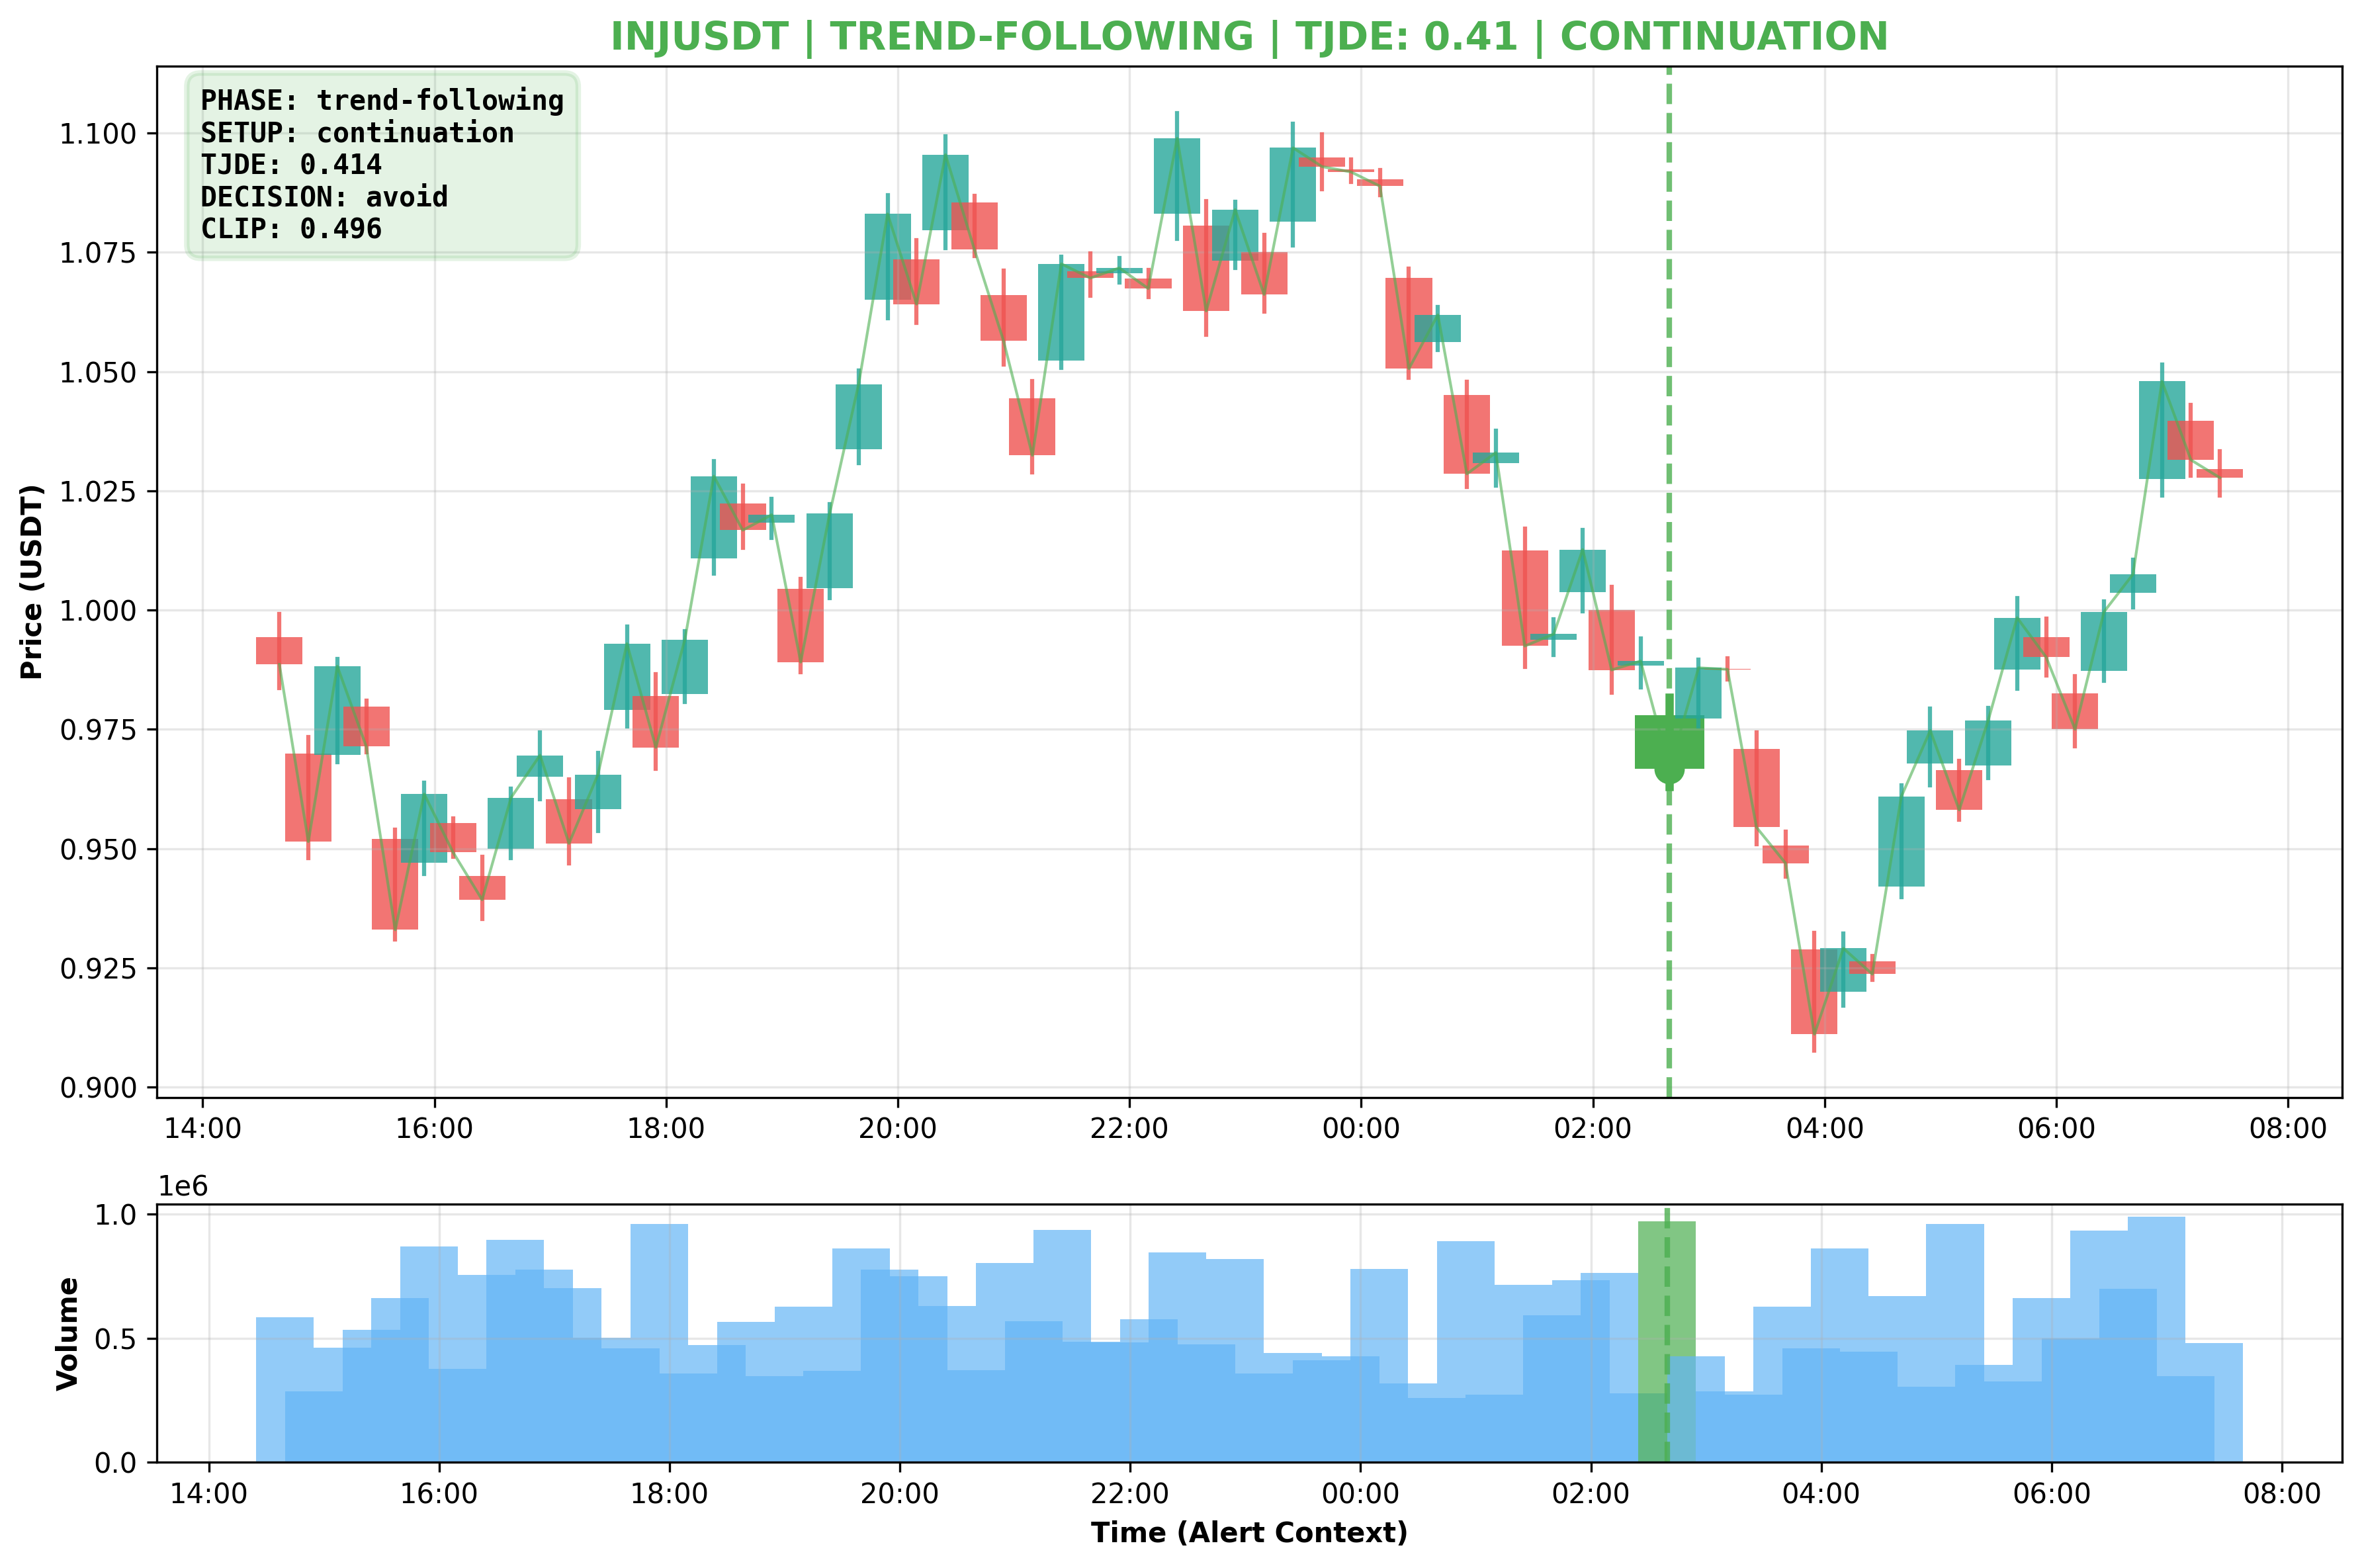 INJUSDT | TREND-FOLLOWING | TJDE: 0.41 | CONTINUATION
PHASE: trend-following
SETUP: continuation
TJDE: 0.414
DECISION: avoid
CLIP: 0.496
Price (USDT)
1.100
1.075
1.050
1.025
1.000
0.975
0.950
0.925
0.900
14:00 16:00 18:00 20:00 22:00 00:00 02:00 04:00 06:00 08:00
1e6
Volume
1.0
0.5
0.0
14:00 16:00 18:00 20:00 22:00 00:00 02:00 04:00 06:00 08:00
Time (Alert Context)